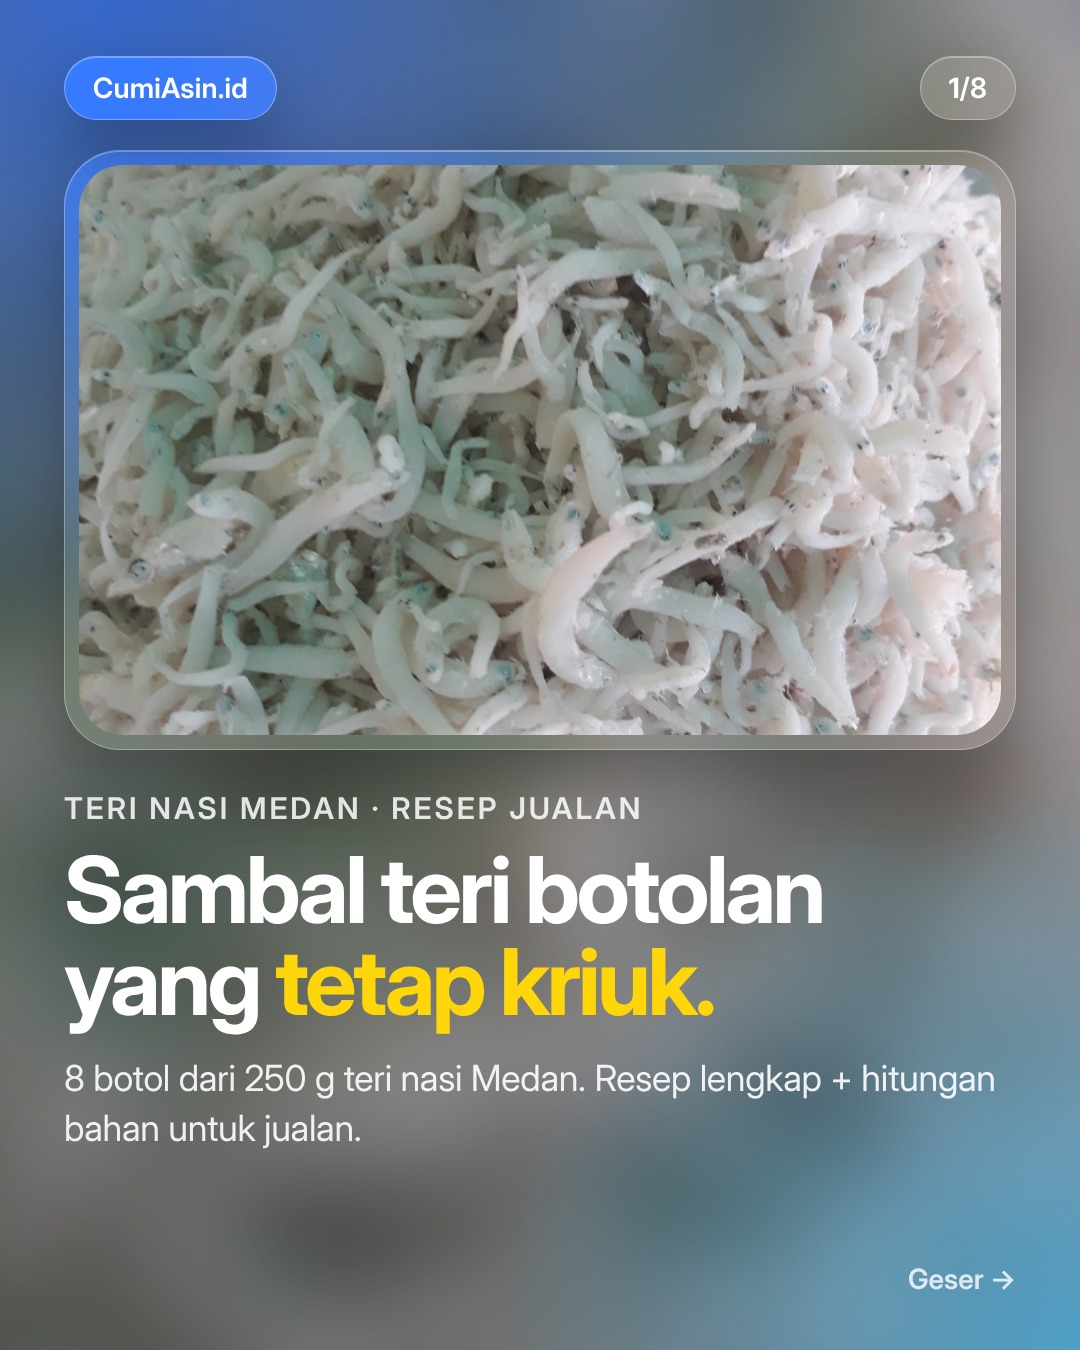 CumiAsin.id
1/8
TERI NASI MEDAN · RESEP JUALAN
Sambal teri botolan
yang tetap kriuk.
8 botol dari 250 g teri nasi Medan. Resep lengkap + hitungan
bahan untuk jualan.
Geser →